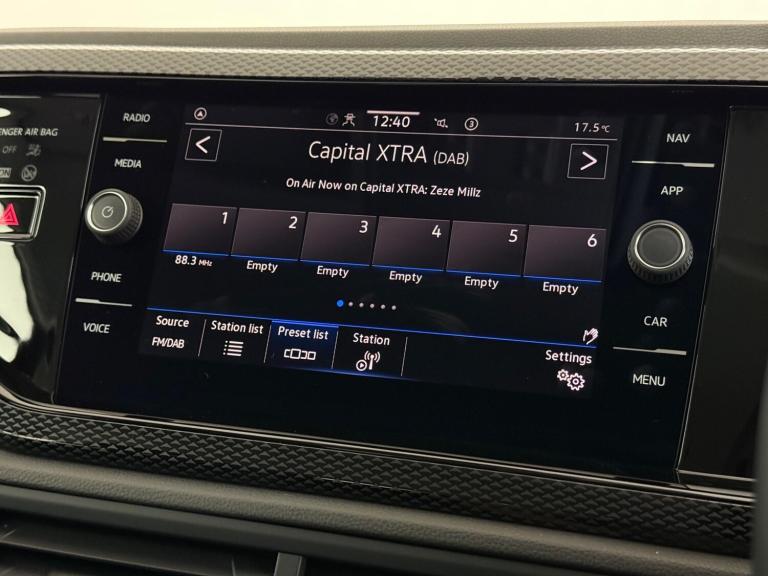 ENGER AIR BAG
OFF
ON
RADIO
MEDIA
PHONE
VOICE
12:40
3
17.5°C
Capital XTRA (DAB)
On Air Now on Capital XTRA: Zeze Millz
1 2 3 4 5 6
88.3 MHz Empty Empty Empty Empty Empty
Source
FM/DAB
Station list
Preset list
Station
Settings
NAV
APP
CAR
MENU